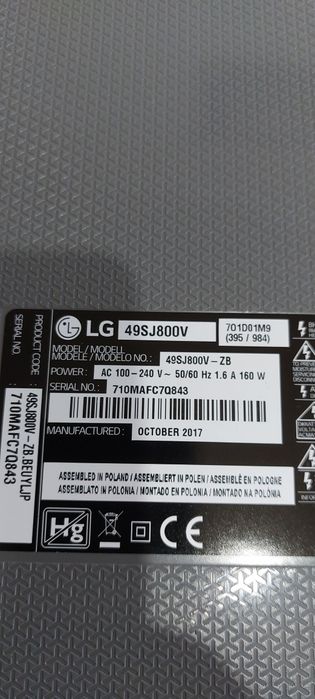 LG 49SJ800V 701D01M9
(395 / 984)
MODEL / MODELL
MODELE / MODELO NO. : 49SJ800V-ZB
POWER : AC 100-240 V ~ 50/60 Hz 1.6 A 160 W
SERIAL NO. : 710MAFC7Q843
MANUFACTURED : OCTOBER 2017
ASSEMBLED IN POLAND / ASSEMBLIERT IN POLEN / ASSEMBLÉ EN POLOGNE
ASSEMBLATO IN POLONIA / MONTADO EN POLONIA / MONTADO NA POLÓNIA
Hg CE
PRODUCT CODE : 49SJ800V-ZB.BEUYLJP
SERIAL NO. 710MAFC7Q843